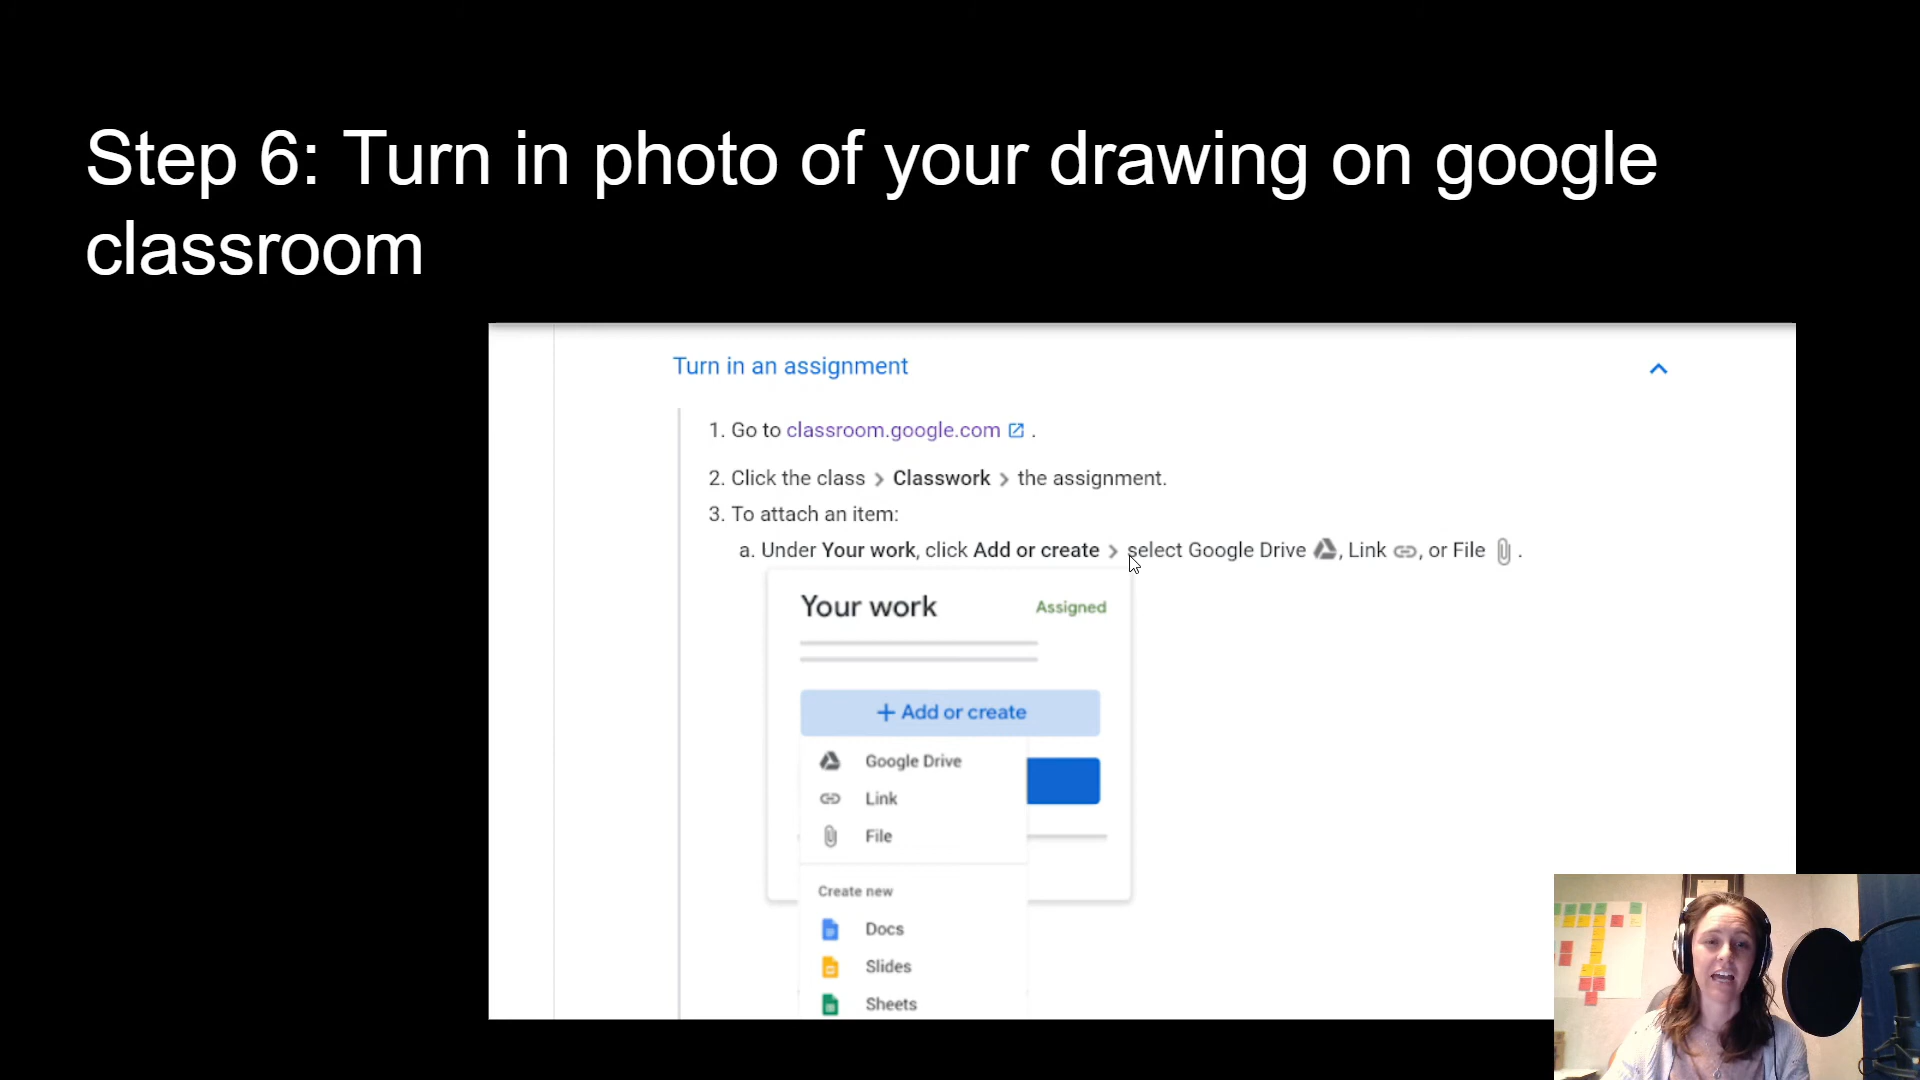 Step 6: Turn in photo of your drawing on google
classroom
Turn in an assignment
1. Go to classroom.google.com .
2. Click the class > Classwork > the assignment.
3. To attach an item:
a. Under Your work, click Add or create > select Google Drive , Link , or File .
Your work Assigned
+ Add or create
Google Drive
Link
File
Create new
Docs
Slides
Sheets